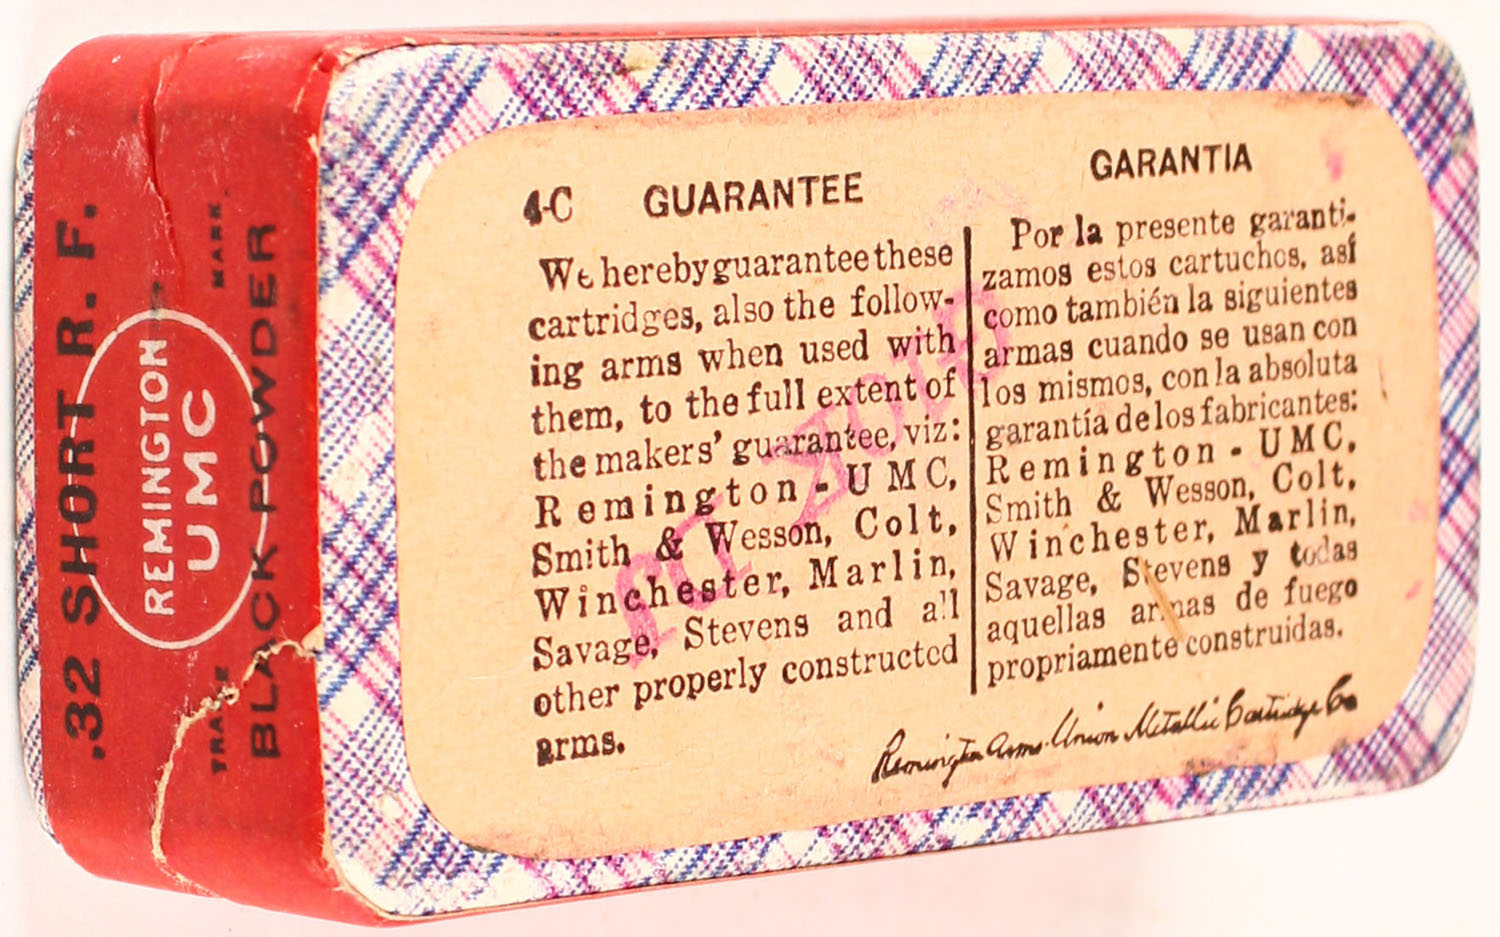 .32 SHORT R. F.
REMINGTON
UMC
TRADE MARK
BLACK POWDER
4-C GUARANTEE
We hereby guarantee these
cartridges, also the follow-
ing arms when used with
them, to the full extent of
the makers' guarantee, viz:
Remington - UMC,
Smith & Wesson, Colt,
Winchester, Marlin,
Savage, Stevens and all
other properly constructed
arms.
GARANTIA
Por la presente garanti-
zamos estos cartuchos, así
como también la siguientes
armas cuando se usan con
los mismos, con la absoluta
garantía de los fabricantes:
Remington - UMC,
Smith & Wesson, Colt,
Winchester, Marlin,
Savage, Stevens y todas
aquellas armas de fuego
propriamente construidas.
Remington Arms-Union Metallic Cartridge Co